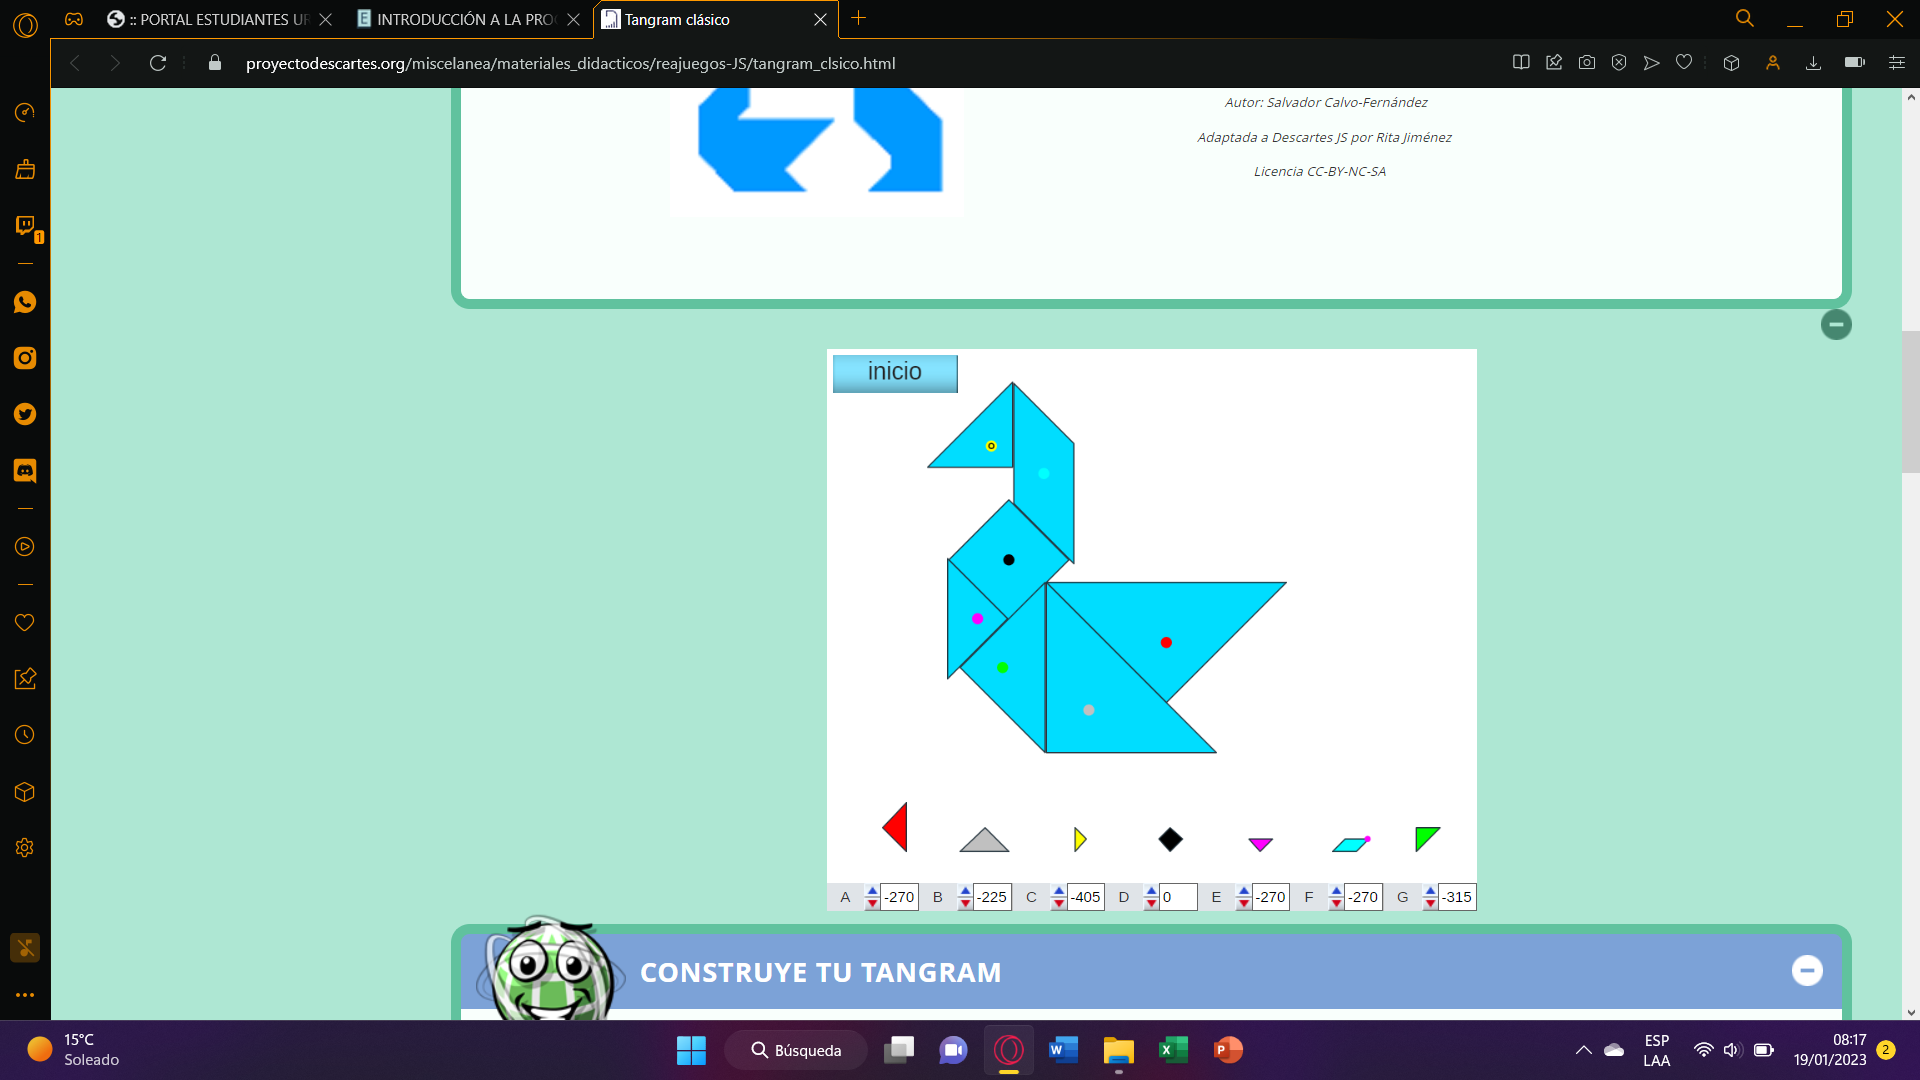 :: PORTAL ESTUDIANTES UR
INTRODUCCIÓN A LA PRO
Tangram clásico
proyectodescartes.org/miscelanea/materiales_didacticos/reajuegos-JS/tangram_clsico.html
Autor: Salvador Calvo-Fernández
Adaptada a Descartes JS por Rita Jiménez
Licencia CC-BY-NC-SA
1
inicio
A -270 B -225 C -405 D 0 E -270 F -270 G -315
CONSTRUYE TU TANGRAM
15°C
Soleado
Búsqueda
ESP
LAA
08:17
19/01/2023
2